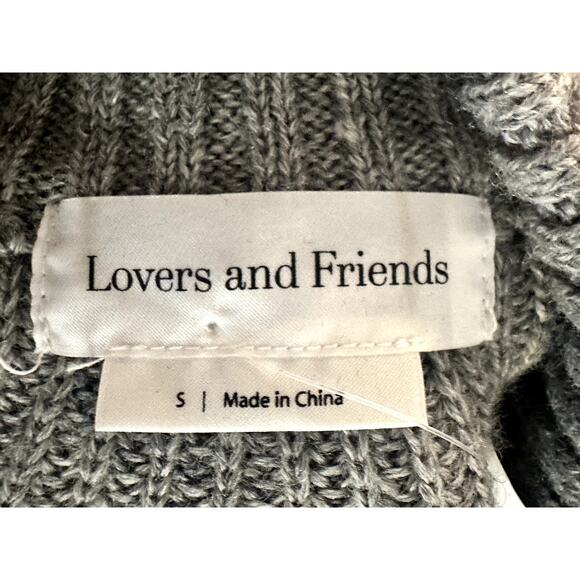 Lovers and Friends
S | Made in China